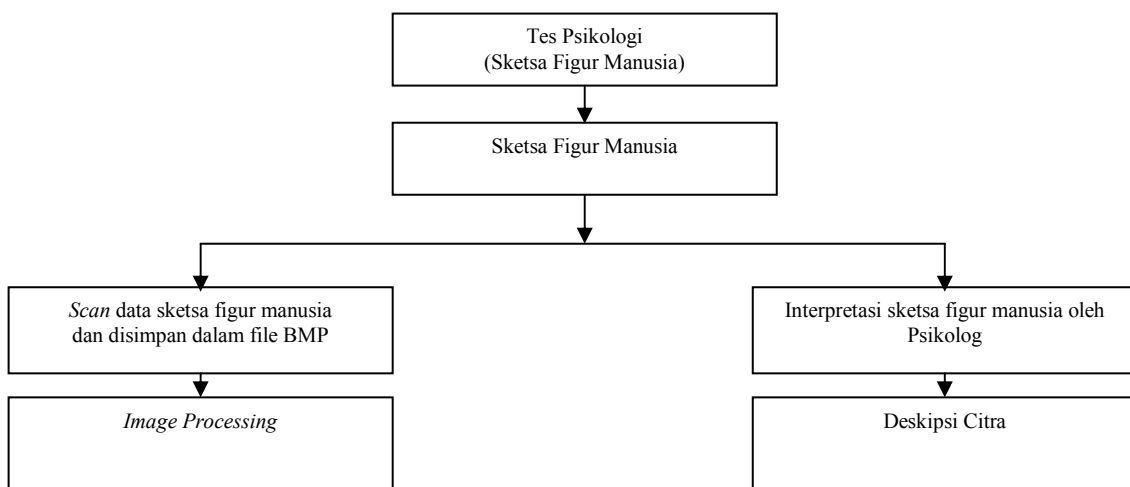 Tes Psikologi
(Sketsa Figur Manusia)
Sketsa Figur Manusia
Scan data sketsa figur manusia
dan disimpan dalam file BMP
Interpretasi sketsa figur manusia oleh
Psikolog
Image Processing
Deskipsi Citra